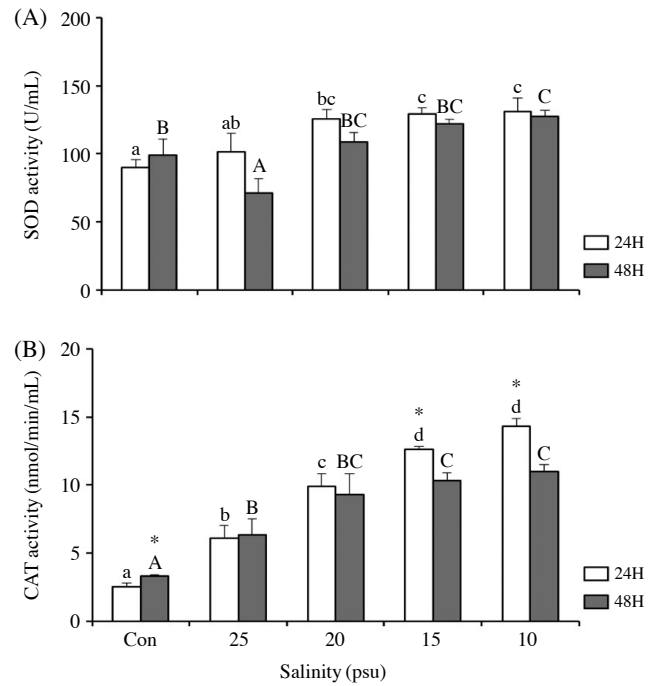 (A)
200
150
100
50
0
SOD activity (U/mL)
a
B
ab
A
bc
BC
c
BC
c
C
24H
48H
(B)
20
15
10
5
0
CAT activity (nmol/min/mL)
a
*
A
b
B
c
BC
*
d
C
*
d
C
24H
48H
Con 25 20 15 10
Salinity (psu)